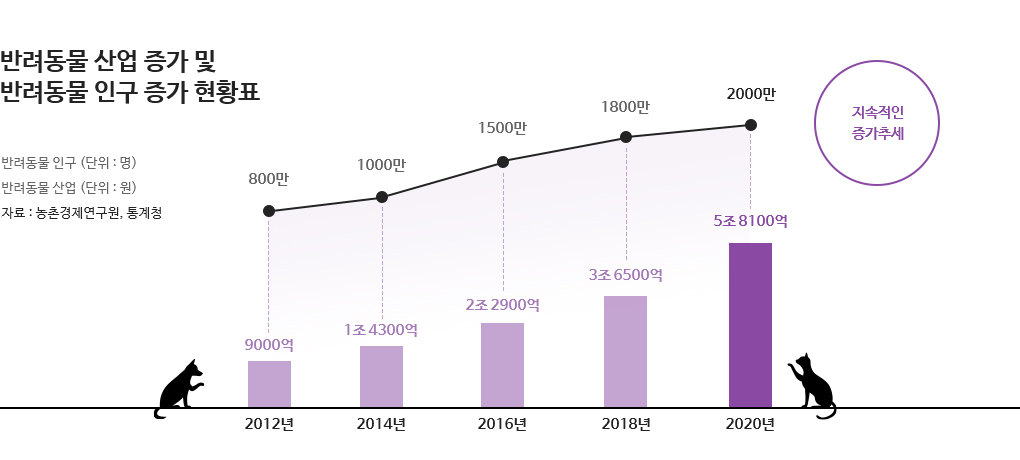 반려동물 산업 증가 및
반려동물 인구 증가 현황표
반려동물 인구 (단위 : 명)
반려동물 산업 (단위 : 원)
자료 : 농촌경제연구원, 통계청
800만
1000만
1500만
1800만
2000만
지속적인
증가추세
9000억
1조 4300억
2조 2900억
3조 6500억
5조 8100억
2012년
2014년
2016년
2018년
2020년